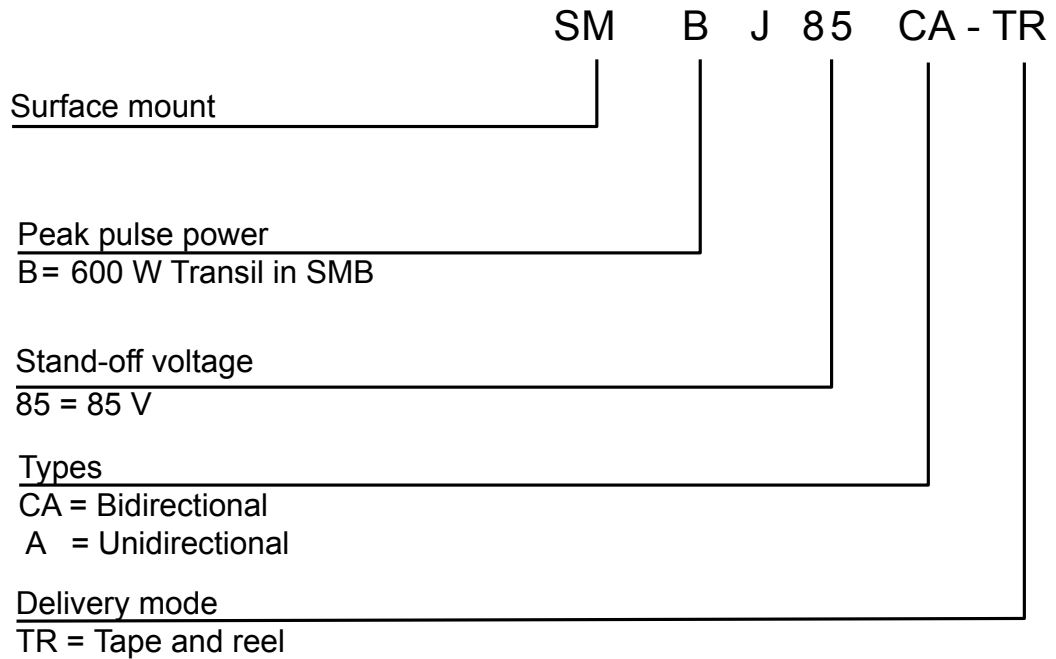 SM B J 85 CA - TR
Surface mount
Peak pulse power
B = 600 W Transil in SMB
Stand-off voltage
85 = 85 V
Types
CA = Bidirectional
A = Unidirectional
Delivery mode
TR = Tape and reel